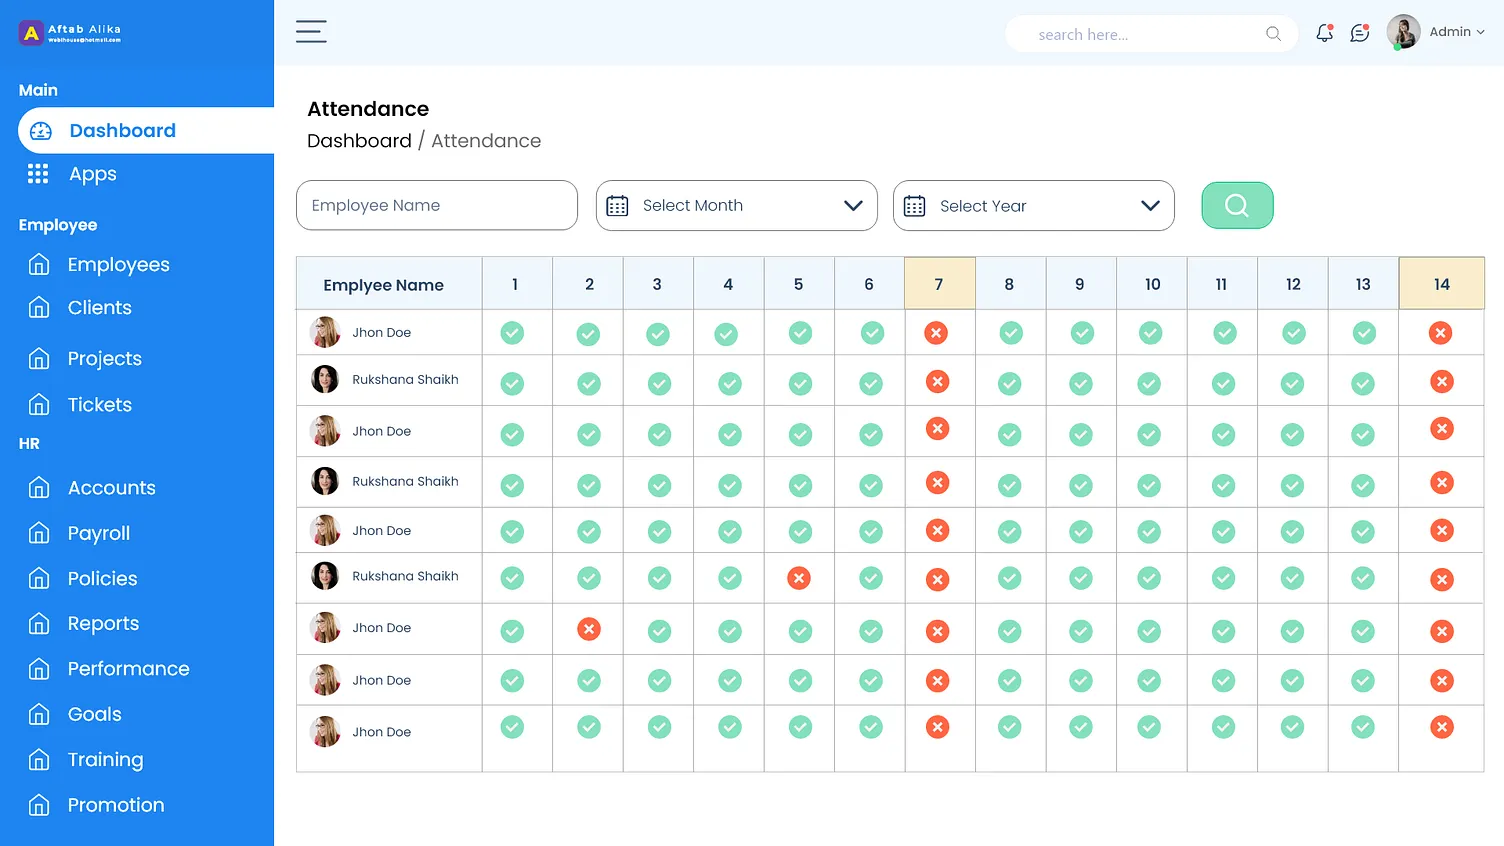 Aftab Alika
webihouse@hotmail.com
search here...
Admin
Main
Dashboard
Apps
Employee
Employees
Clients
Projects
Tickets
HR
Accounts
Payroll
Policies
Reports
Performance
Goals
Training
Promotion
Attendance
Dashboard / Attendance
Employee Name
Select Month
Select Year
Emplyee Name 1 2 3 4 5 6 7 8 9 10 11 12 13 14
Jhon Doe
Rukshana Shaikh
Jhon Doe
Rukshana Shaikh
Jhon Doe
Rukshana Shaikh
Jhon Doe
Jhon Doe
Jhon Doe